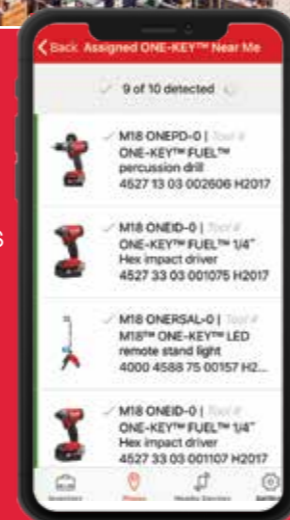 Back Assigned ONE-KEY™ Near Me
9 of 10 detected
M18 ONEPD-0 | Tool #
ONE-KEY™ FUEL™
percussion drill
4527 13 03 002606 H2017
M18 ONEID-0 | Tool #
ONE-KEY™ FUEL™ 1/4"
Hex impact driver
4527 33 03 001075 H2017
M18 ONERSAL-0 | Tool #
M18™ ONE-KEY™ LED
remote stand light
4000 4588 75 00157 H2...
M18 ONEID-0 | Tool #
ONE-KEY™ FUEL™ 1/4"
Hex impact driver
4527 33 03 001107 H2017
Inventory Places Nearby Devices Settings
S